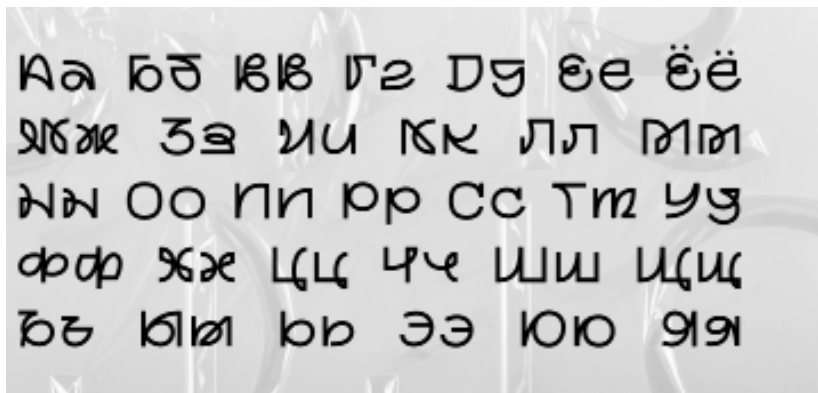 Аа Бб Вв Гг Дд Ее Ёё
Жж Зз Ии Кк Лл Мм
Нн Оо Пп Рр Сс Тт Уу
Фф Хх Цц Чч Шш Щщ
Ъъ Ыы Ьь Ээ Юю Яя